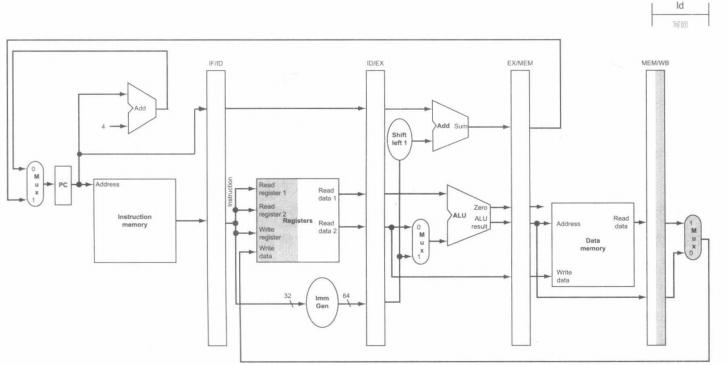 ld
写回
IF/ID
ID/EX
EX/MEM
MEM/WB
Add
4
Add Sum
Shift
left 1
0
M
u
x
1
PC
Address
Instruction
memory
Instruction
Read
register 1
Read
register 2
Registers
Write
register
Write
data
Read
data 1
Read
data 2
0
M
u
x
1
Zero
ALU
ALU
result
Address
Read
data
Data
memory
Write
data
1
M
u
x
0
32
Imm
Gen
64